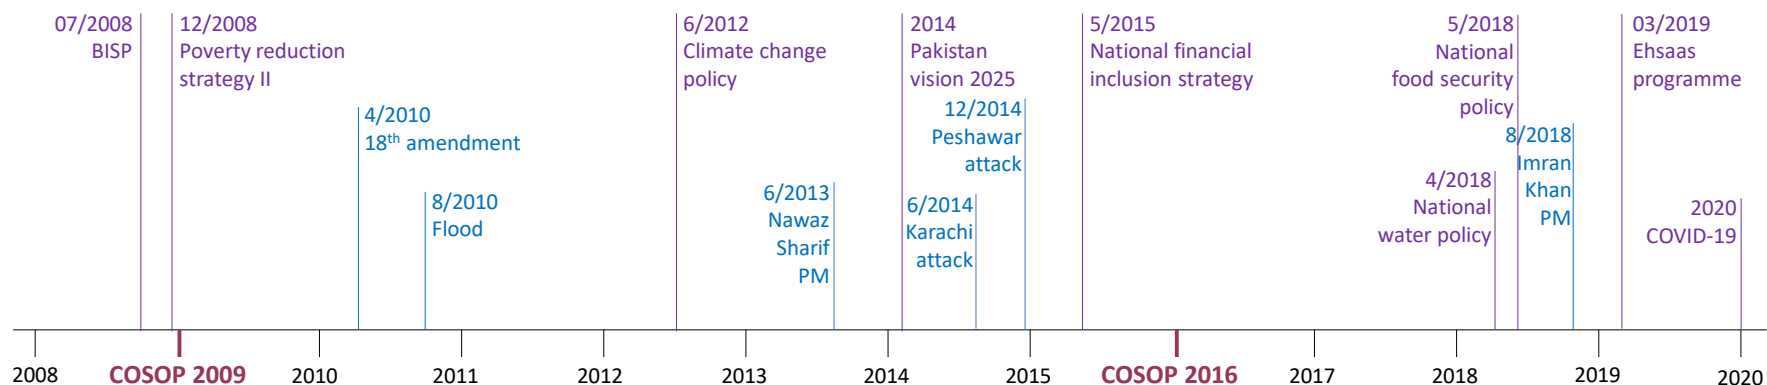 07/2008
BISP
12/2008
Poverty reduction
strategy II
4/2010
18th amendment
8/2010
Flood
6/2012
Climate change
policy
6/2013
Nawaz
Sharif
PM
2014
Pakistan
vision 2025
6/2014
Karachi
attack
12/2014
Peshawar
attack
5/2015
National financial
inclusion strategy
4/2018
National
water policy
5/2018
National
food security
policy
8/2018
Imran
Khan
PM
03/2019
Ehsaas
programme
2020
COVID-19
2008
COSOP 2009
2010
2011
2012
2013
2014
2015
COSOP 2016
2017
2018
2019
2020